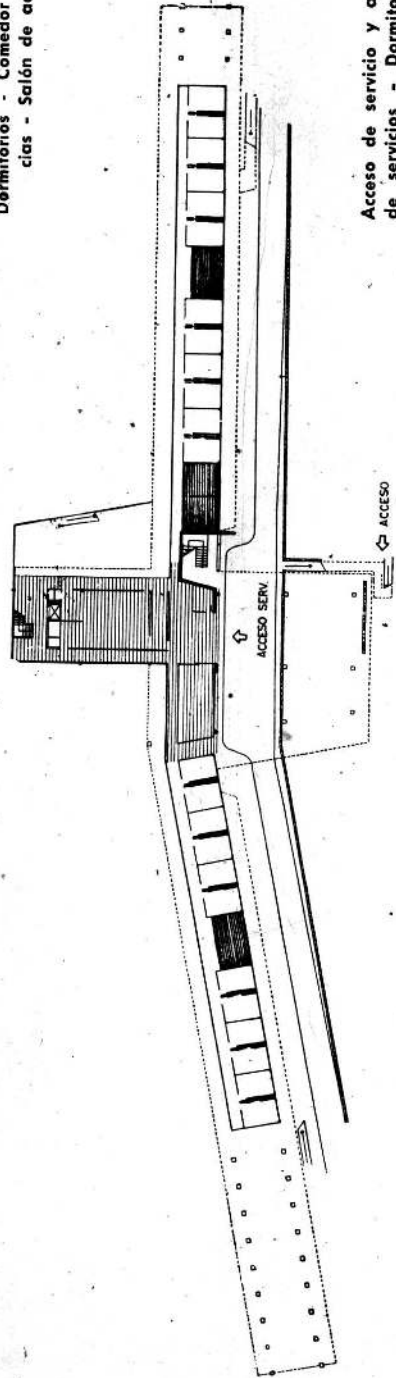 Dormitorios - Comedor
cias - Salón de
ACCESO SERV.
ACCESO
Acceso de servicio y
de servicios -